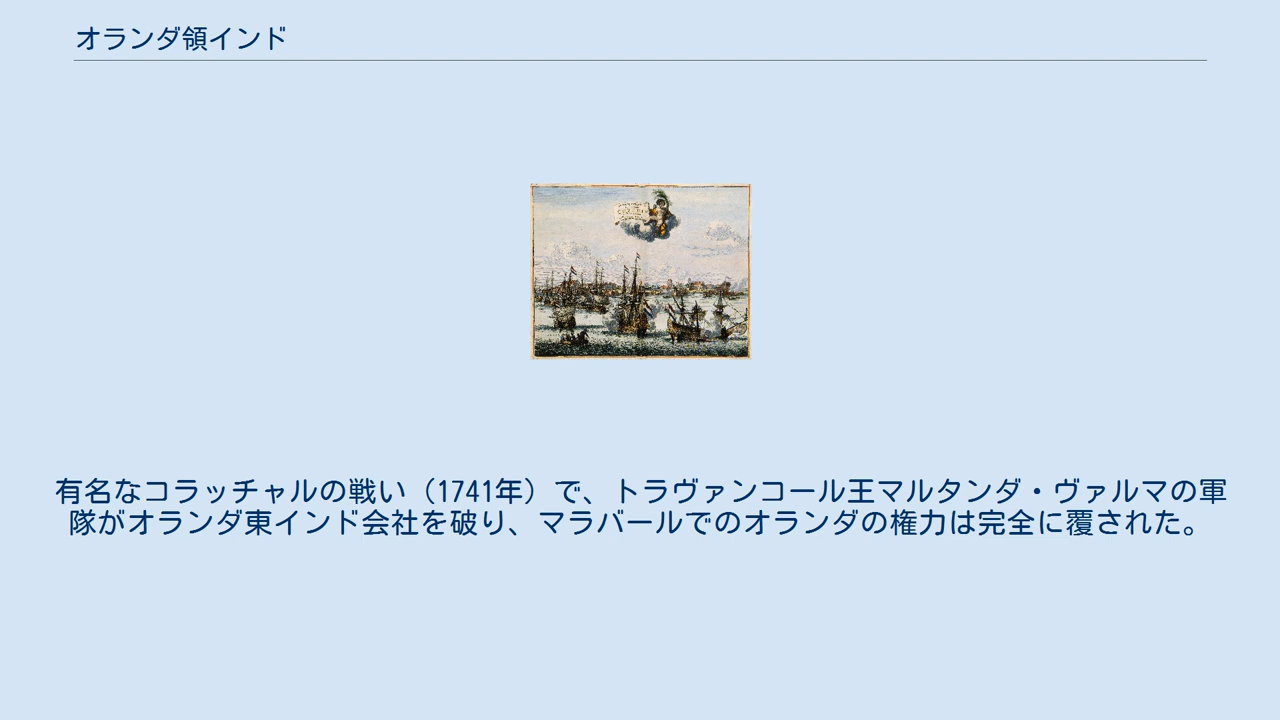 オランダ領インド
有名なコラッチャルの戦い（1741年）で、トラヴァンコール王マルタンダ・ヴァルマの軍
隊がオランダ東インド会社を破り、マラバールでのオランダの権力は完全に覆された。